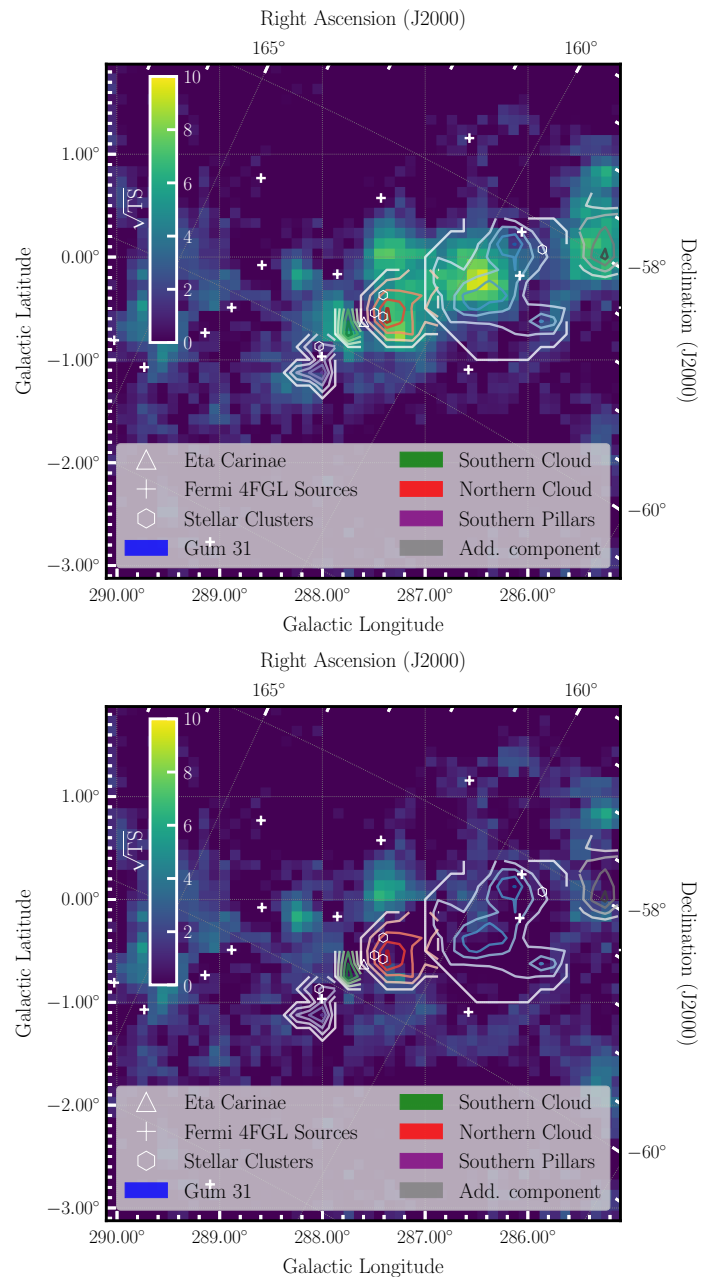 Right Ascension (J2000)
165° 160°
10
8
6
4
2
0
√TS
1.00°
0.00°
−1.00°
−2.00°
−3.00°
Galactic Latitude
−58°
−60°
Declination (J2000)
Eta Carinae
Fermi 4FGL Sources
Stellar Clusters
Gum 31
Southern Cloud
Northern Cloud
Southern Pillars
Add. component
290.00° 289.00° 288.00° 287.00° 286.00°
Galactic Longitude
Right Ascension (J2000)
165° 160°
10
8
6
4
2
0
√TS
1.00°
0.00°
−1.00°
−2.00°
−3.00°
Galactic Latitude
−58°
−60°
Declination (J2000)
Eta Carinae
Fermi 4FGL Sources
Stellar Clusters
Gum 31
Southern Cloud
Northern Cloud
Southern Pillars
Add. component
290.00° 289.00° 288.00° 287.00° 286.00°
Galactic Longitude